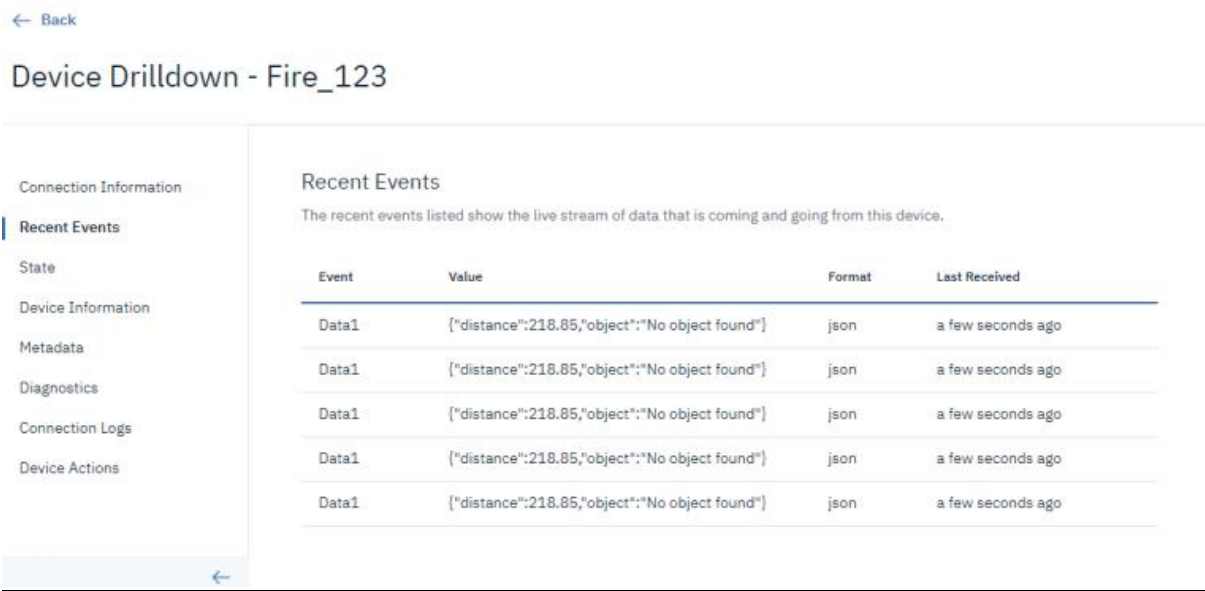 ← Back
Device Drilldown - Fire_123
Connection Information
Recent Events
State
Device Information
Metadata
Diagnostics
Connection Logs
Device Actions
←
Recent Events
The recent events listed show the live stream of data that is coming and going from this device.
Event Value Format Last Received
Data1 {"distance":218.85,"object":"No object found"} json a few seconds ago
Data1 {"distance":218.85,"object":"No object found"} json a few seconds ago
Data1 {"distance":218.85,"object":"No object found"} json a few seconds ago
Data1 {"distance":218.85,"object":"No object found"} json a few seconds ago
Data1 {"distance":218.85,"object":"No object found"} json a few seconds ago